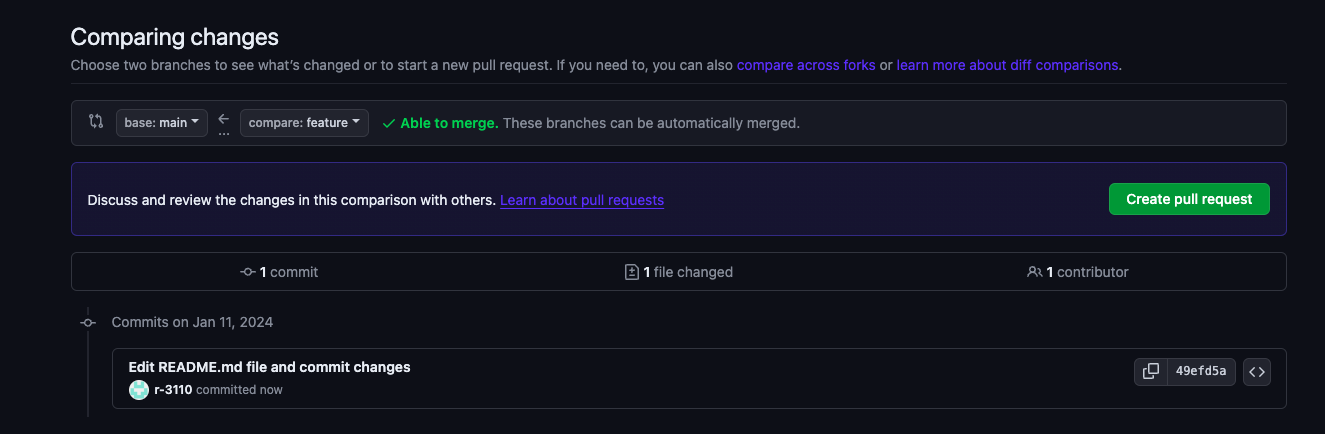 Comparing changes
Choose two branches to see what's changed or to start a new pull request. If you need to, you can also compare across forks or learn more about diff comparisons.
base: main ... compare: feature Able to merge. These branches can be automatically merged.
Discuss and review the changes in this comparison with others. Learn about pull requests Create pull request
1 commit 1 file changed 1 contributor
Commits on Jan 11, 2024
Edit README.md file and commit changes
49efd5a
r-3110 committed now